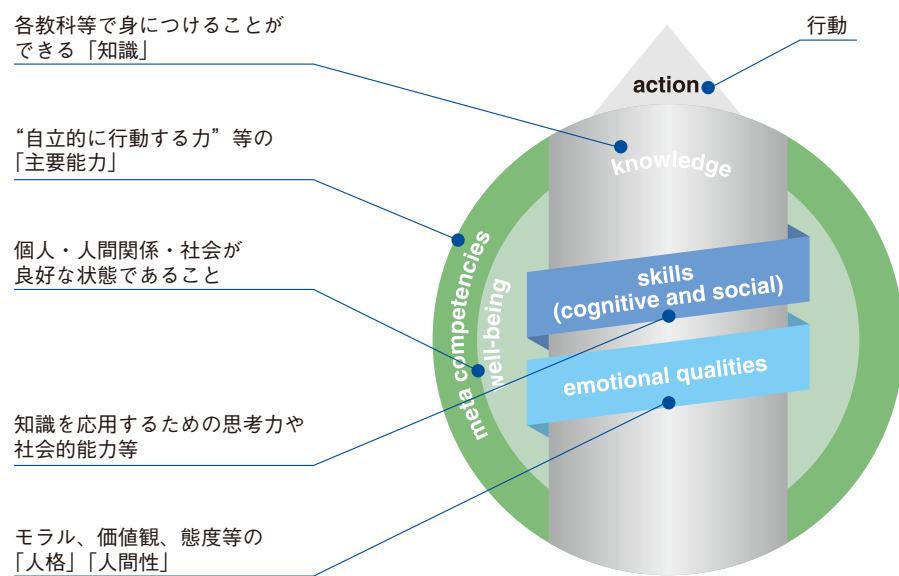 各教科等で身につけることが
できる「知識」
行動
action
“自立的に行動する力”等の
「主要能力」
knowledge
個人・人間関係・社会が
良好な状態であること
meta competencies
well-being
skills
(cognitive and social)
emotional qualities
知識を応用するための思考力や
社会的能力等
モラル、価値観、態度等の
「人格」「人間性」